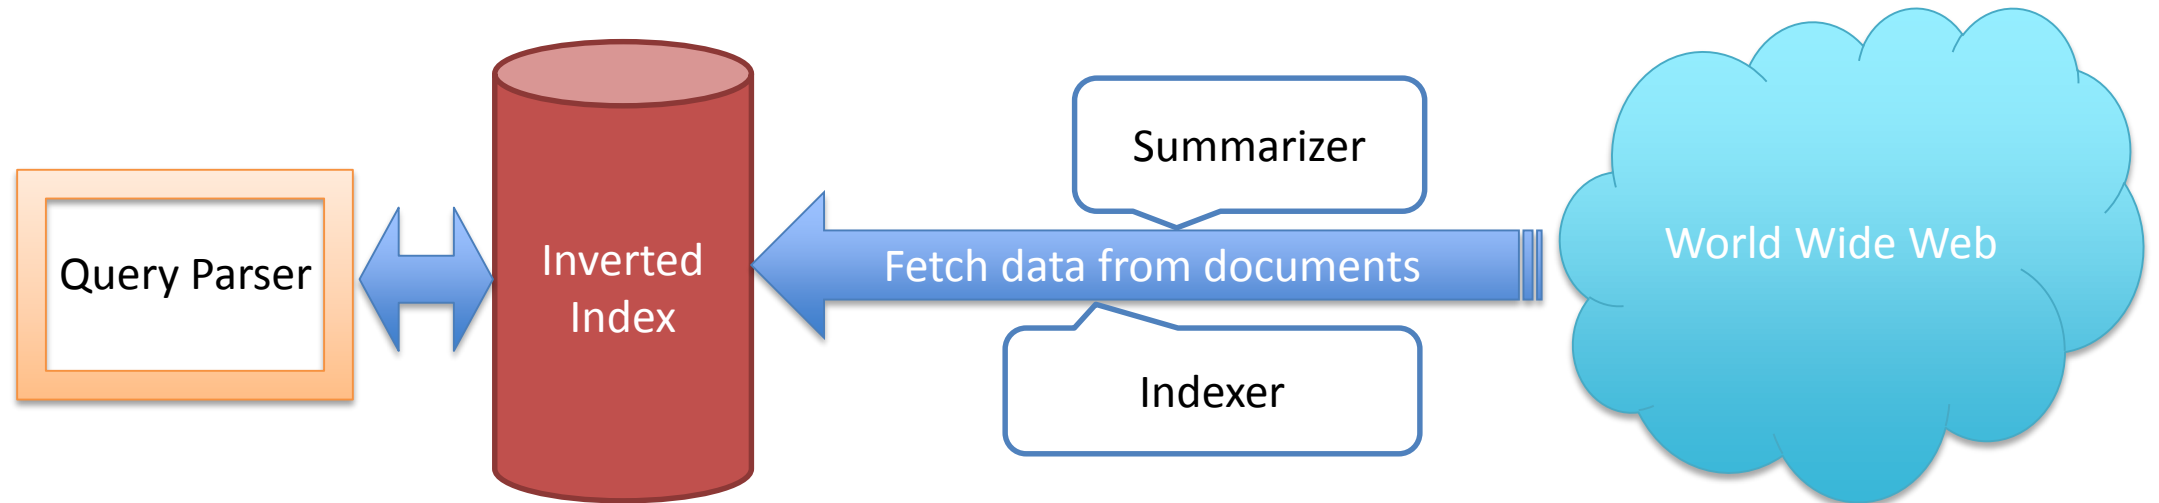 Query Parser
Inverted
Index
Summarizer
Fetch data from documents
Indexer
World Wide Web